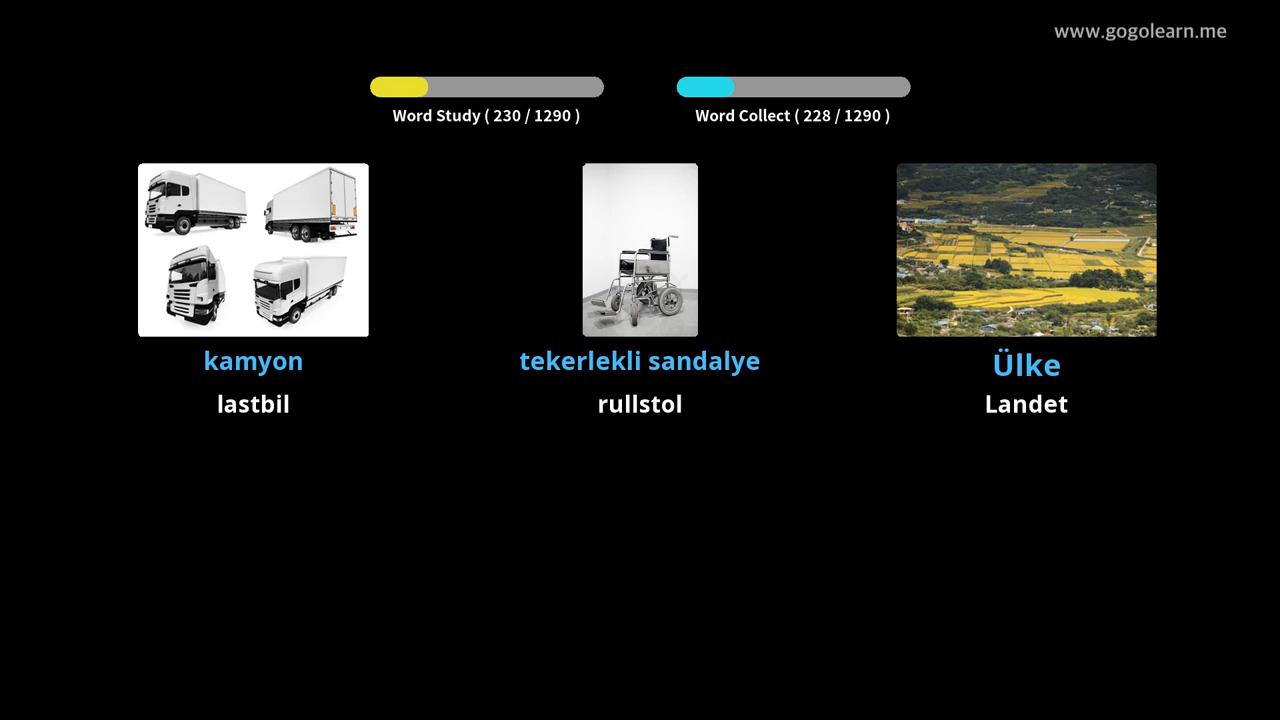 www.gogolearn.me
Word Study ( 230 / 1290 )
Word Collect ( 228 / 1290 )
kamyon
lastbil
tekerlekli sandalye
rullstol
Ülke
Landet